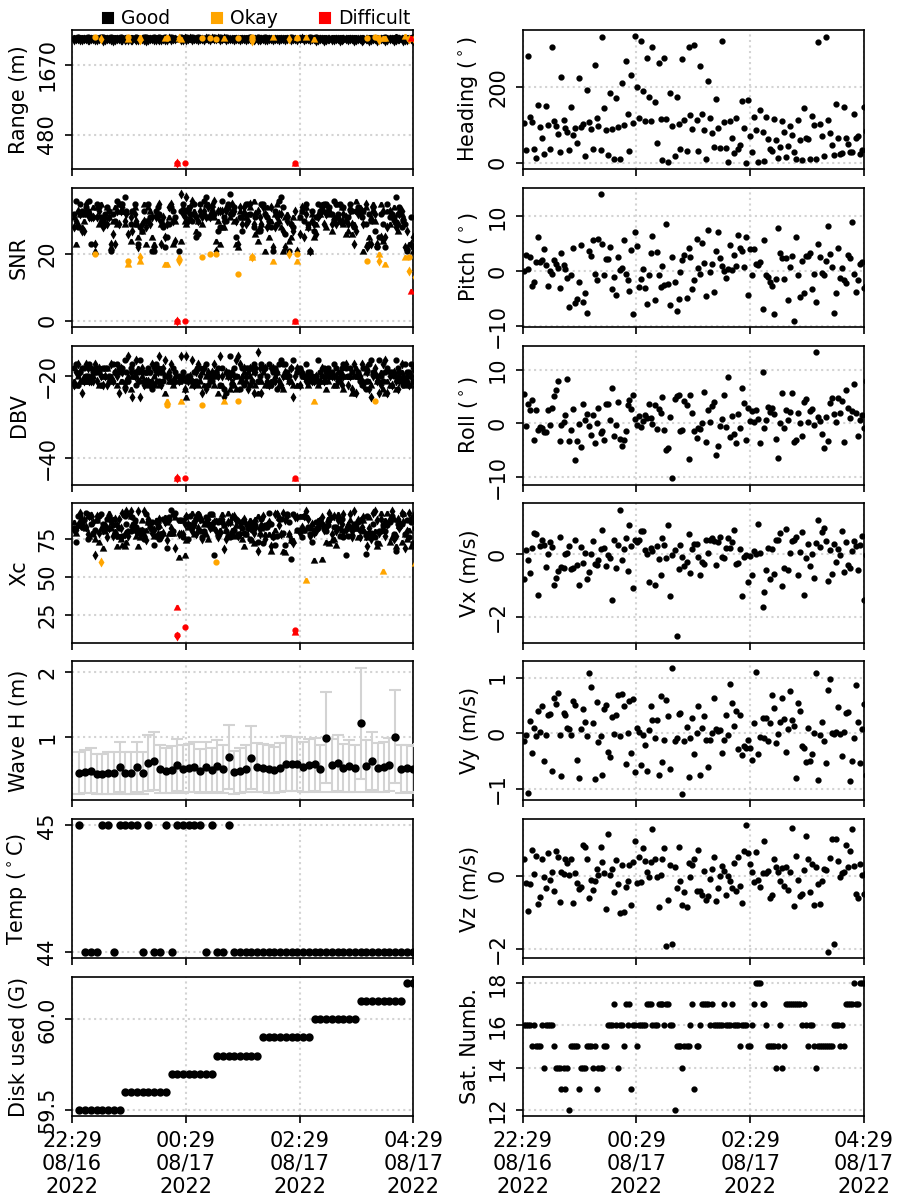 Good Okay Difficult
Range (m)
1670
480
Heading (°)
200
0
SNR
20
0
Pitch (°)
10
0
−10
DBV
−20
−40
Roll (°)
10
0
−10
Xc
75
50
25
Vx (m/s)
0
−2
Wave H (m)
2
1
Vy (m/s)
1
0
−1
Temp (°C)
45
44
Vz (m/s)
0
−2
Disk used (G)
60.0
59.5
Sat. Numb.
18
16
14
12
22:29 00:29 02:29 04:29
08/16 08/17 08/17 08/17
2022 2022 2022 2022
22:29 00:29 02:29 04:29
08/16 08/17 08/17 08/17
2022 2022 2022 2022